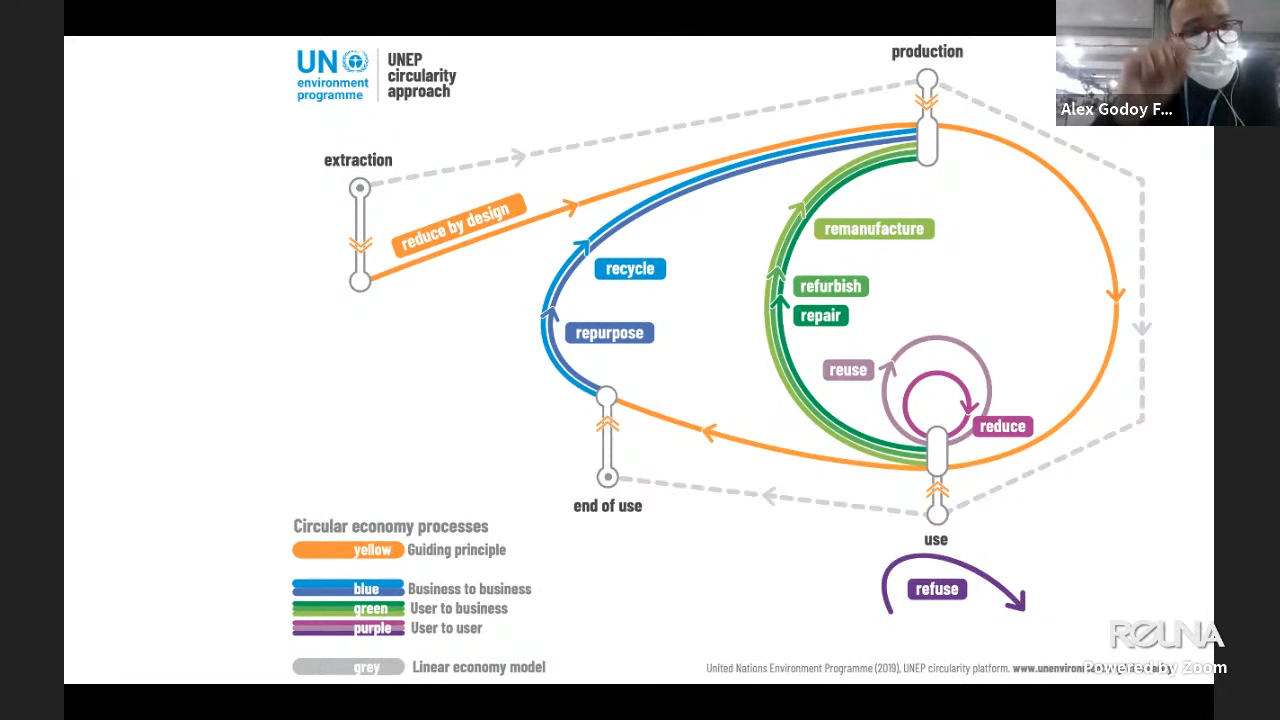 UN
environment
programme
UNEP
circularity
approach
production
Alex Godoy F...
extraction
reduce by design
remanufacture
recycle
refurbish
repair
repurpose
reuse
reduce
end of use
use
refuse
Circular economy processes
yellow Guiding principle
blue Business to business
green User to business
purple User to user
grey Linear economy model
REUNA
United Nations Environment Programme (2019), UNEP circularity platform.
Powered by Zoom